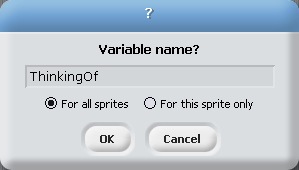 ?
Variable name?
ThinkingOf
For all sprites For this sprite only
OK Cancel